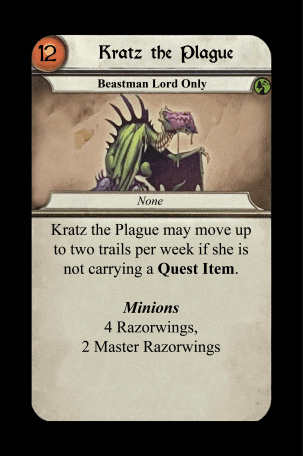 12
Kratz the Plague
Beastman Lord Only
None
Kratz the Plague may move up
to two trails per week if she is
not carrying a Quest Item.
Minions
4 Razorwings,
2 Master Razorwings